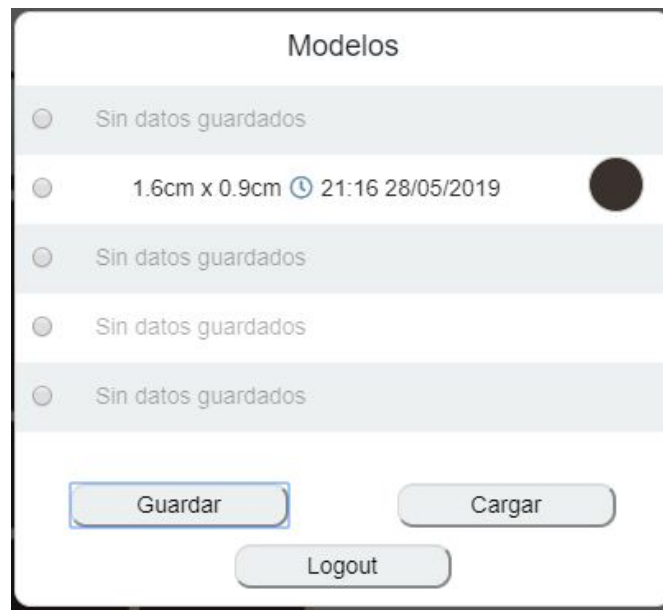 Modelos
Sin datos guardados
1.6cm x 0.9cm 21:16 28/05/2019
Sin datos guardados
Sin datos guardados
Sin datos guardados
Guardar Cargar
Logout